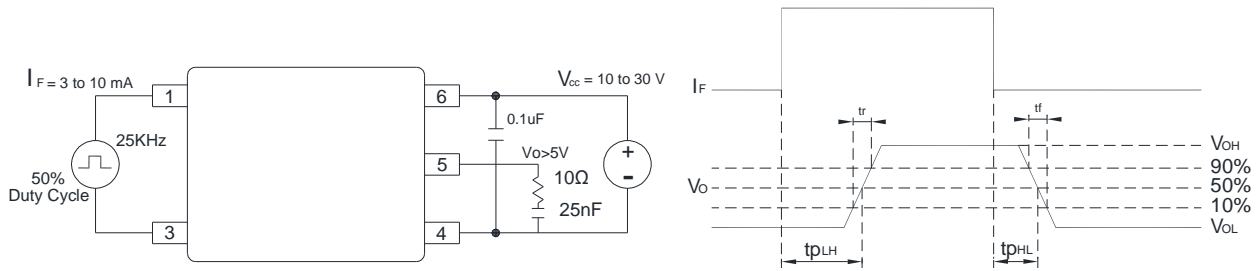 I F = 3 to 10 mA
1
25KHz
50%
Duty Cycle
3
6
5
4
Vcc = 10 to 30 V
0.1uF
Vo>5V
10Ω
25nF
+
-
IF
tr
tf
VO
VOH
90%
50%
10%
VOL
tpLH
tpHL